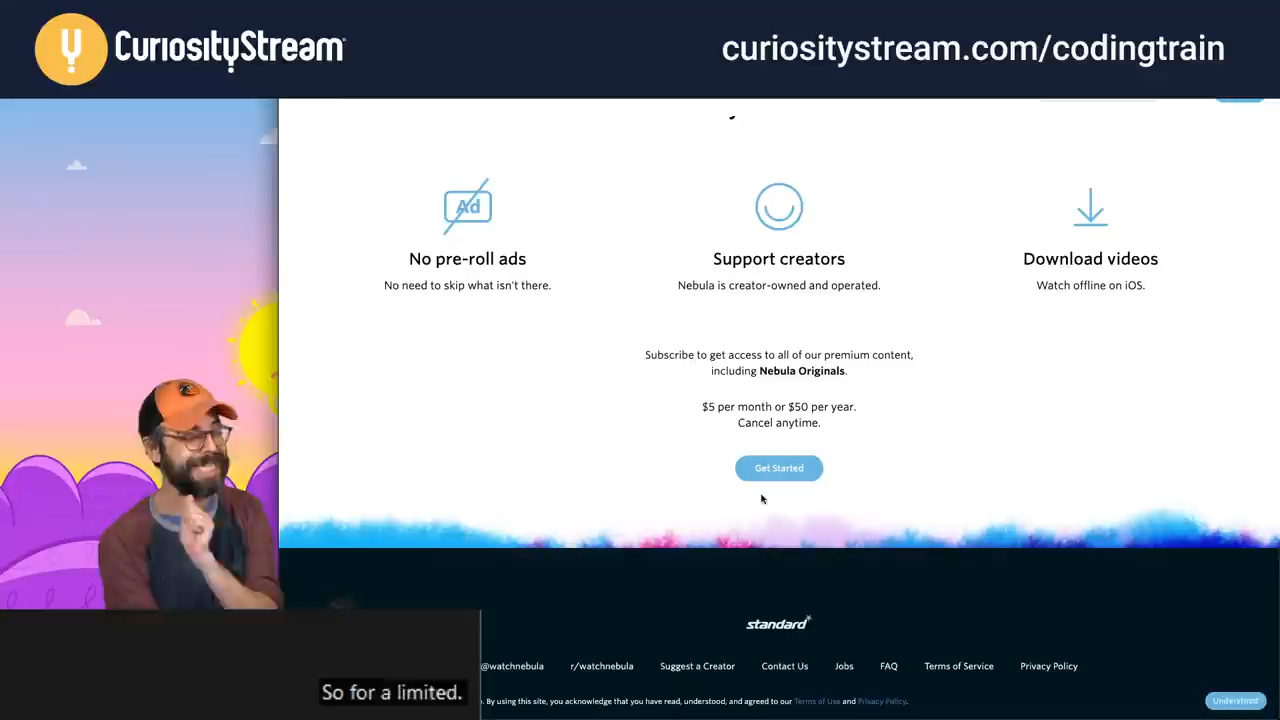 CuriosityStream
curiositystream.com/codingtrain
Ad
No pre-roll ads
No need to skip what isn't there.
Support creators
Nebula is creator-owned and operated.
Download videos
Watch offline on iOS.
Subscribe to get access to all of our premium content,
including Nebula Originals.
$5 per month or $50 per year.
Cancel anytime.
Get Started
standard
@watchnebula r/watchnebula Suggest a Creator Contact Us Jobs FAQ Terms of Service Privacy Policy
So for a limited.
. By using this site, you acknowledge that you have read, understood, and agreed to our Terms of Use and Privacy Policy.
Understood